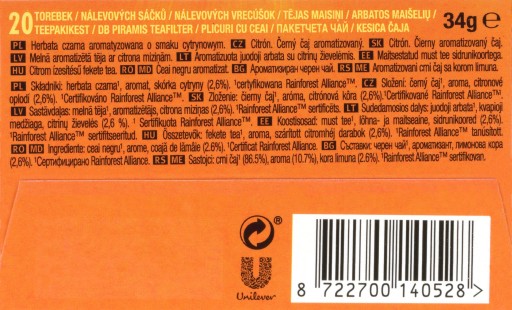 20 TOREBEK / NÁLEVOVÝCH SÁČKŮ / NÁLEVOVÝCH VRECÚŠOK / TĒJAS MAISIŅI / ARBATOS MAIŠELIŲ /
TEEPAKIKEST / DB PIRAMIS TEAFILTER / PLICURI CU CEAI / ПАКЕТЧЕТА ЧАЙ / KESICA ČAJA 34g e
PL Herbata czarna aromatyzowana o smaku cytrynowym. CZ Citrón. Černý čaj aromatizovaný. SK Citrón. Čierny aromatizovaný čaj.
LV Melnā aromatizētā tēja ar citrona miziņām. LT Aromatizuota juodoji arbata su citrinų žievelėmis. EE Maitsestatud must tee sidrunikoortega.
HU Citrom ízesítésű fekete tea. RO MD Ceai negru aromatizat. BG Ароматизиран черен чай. RS ME Aromatizovani crni čaj sa korom limuna.
PL Składniki: herbata czarna¹, aromat, skórka cytryny (2,6%). ¹certyfikowana Rainforest Alliance™. CZ Složení: černý čaj¹, aroma, citronové
opiolci (2,6%). ¹Certifikováno Rainforest Alliance™. SK Zloženie: čierny čaj¹, aróma, citrónová kôra (2,6%). ¹Certifikované Rainforest Alliance™.
LV Sastāvdaļas: melnā tēja¹, aromatizētājs, citrona miziņas (2,6%). ¹Rainforest Alliance™ sertificēts. LT Sudedamosios dalys: juodoji arbata¹, kvapioji
medžiaga, citrinų žievelės (2,6 %). ¹Sertifikuota Rainforest Alliance™. EE Koostisosad: must tee¹, lõhna- ja maitseaine, sidrunikoored (2,6%).
¹Rainforest Alliance™ sertifitseeritud. HU Összetevők: fekete tea¹, aroma, szárított citromhéj darabok (2,6%). ¹Rainforest Alliance™ tanúsított.
RO MD Ingrediente: ceai negru¹, arome, coajă de lămâie (2,6%). ¹Certificat Rainforest Alliance. BG Съставки: черен чай¹, ароматизант, лимонова кора
(2,6%). ¹Сертифицирано Rainforest Alliance™. RS ME Sastojci: crni čaj¹ (86,5%), aroma (10,7%), kora limuna (2,6%). ¹Rainforest Alliance™ sertifikovan.
®
Unilever
8 722700 140528 >